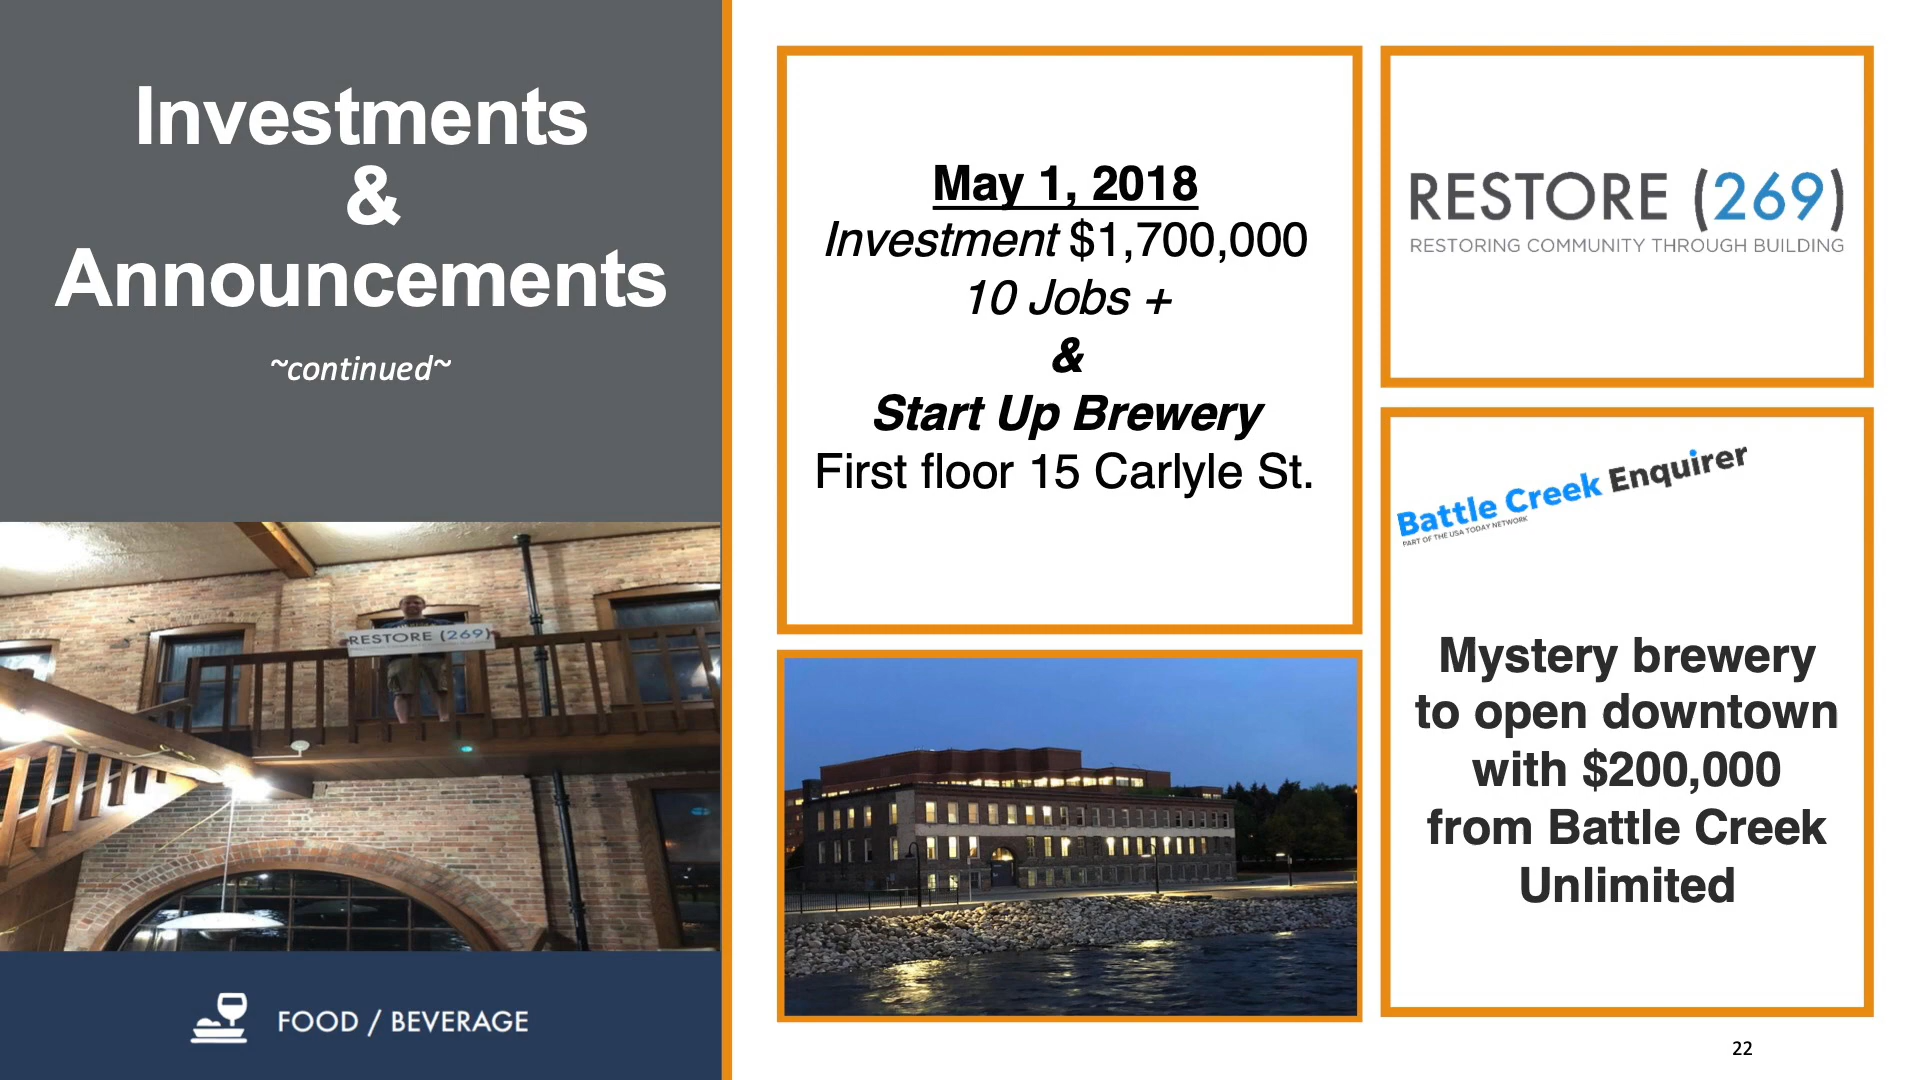 Investments
&
Announcements
~continued~
RESTORE (269)
FOOD / BEVERAGE
May 1, 2018
Investment $1,700,000
10 Jobs +
&
Start Up Brewery
First floor 15 Carlyle St.
RESTORE (269)
RESTORING COMMUNITY THROUGH BUILDING
Battle Creek Enquirer
PART OF THE USA TODAY NETWORK
Mystery brewery
to open downtown
with $200,000
from Battle Creek
Unlimited
22